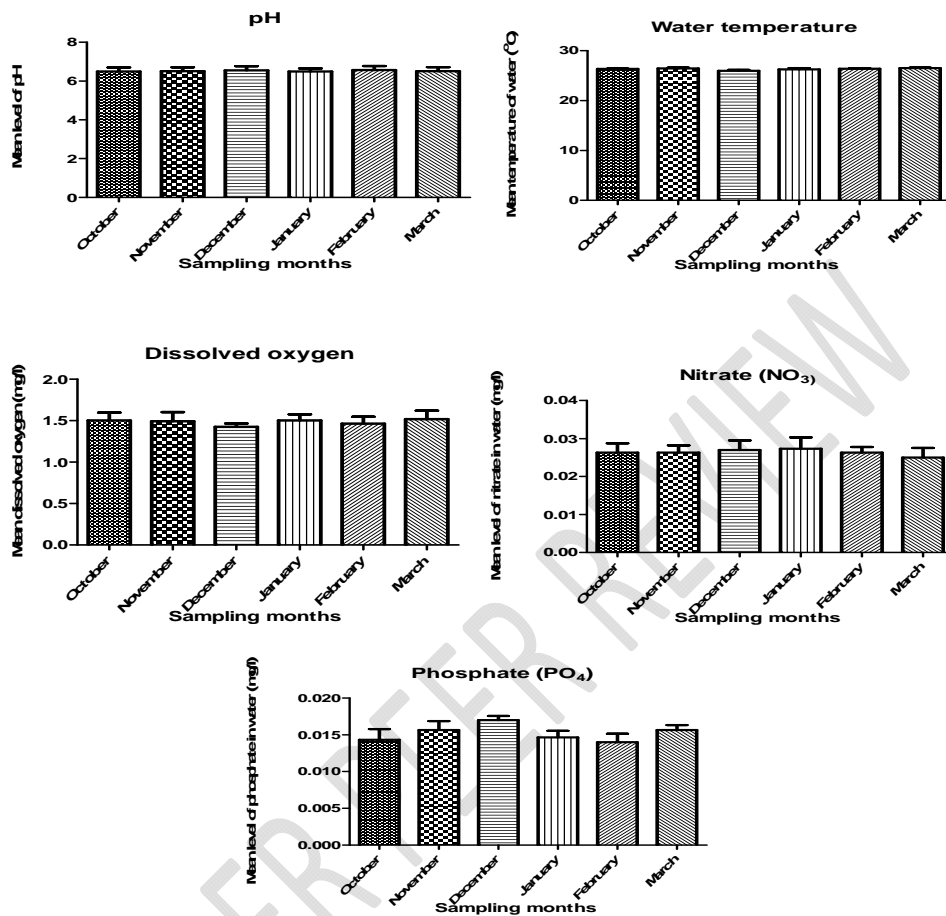 pH
Mean level of pH
8
6
4
2
0
October
November
December
January
February
March
Sampling months
Water temperature
Mean temperature of water (⁰C)
30
20
10
0
October
November
December
January
February
March
Sampling months
Dissolved oxygen
Mean dissolved oxygen (mg/l)
2.0
1.5
1.0
0.5
0.0
October
November
December
January
February
March
Sampling months
Nitrate (NO₃)
Mean level of nitrate in water (mg/l)
0.04
0.03
0.02
0.01
0.00
October
November
December
January
February
March
Sampling months
Phosphate (PO₄)
Mean level of phosphate in water (mg/l)
0.020
0.015
0.010
0.005
0.000
October
November
December
January
February
March
Sampling months
ER PEER REVIEW